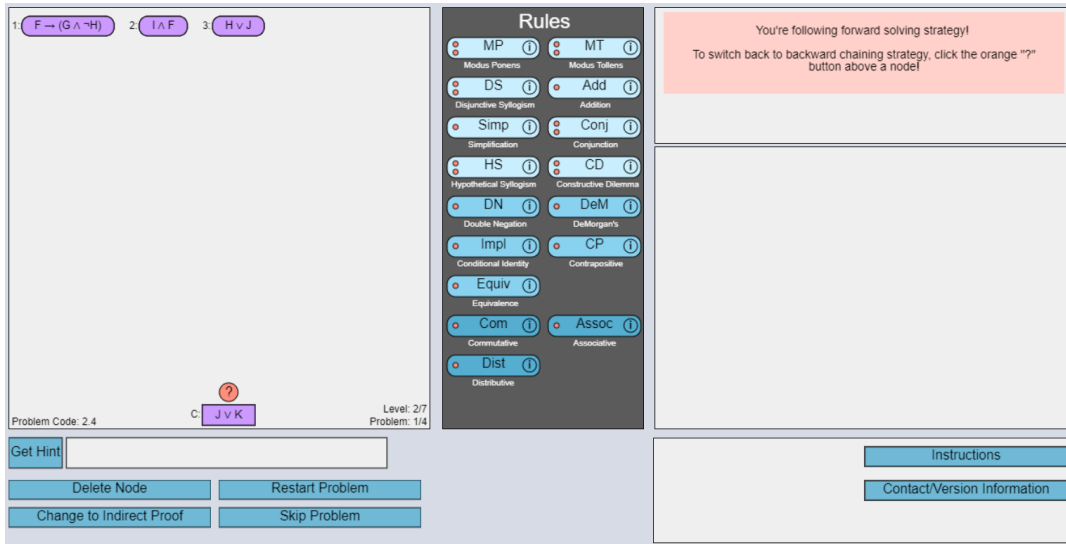 1: F → (G ∧ ¬H) 2: I ∧ F 3: H ∨ J
?
C: J ∨ K
Problem Code: 2.4
Level: 2/7
Problem: 1/4
Get Hint
Delete Node Restart Problem
Change to Indirect Proof Skip Problem
Rules
MP i MT i
Modus Ponens Modus Tollens
DS i Add i
Disjunctive Syllogism Addition
Simp i Conj i
Simplification Conjunction
HS i CD i
Hypothetical Syllogism Constructive Dilemma
DN i DeM i
Double Negation DeMorgan's
Impl i CP i
Conditional Identity Contrapositive
Equiv i
Equivalence
Com i Assoc i
Commutative Associative
Dist i
Distributive
You're following forward solving strategy!
To switch back to backward chaining strategy, click the orange "?"
button above a node!
Instructions
Contact/Version Information